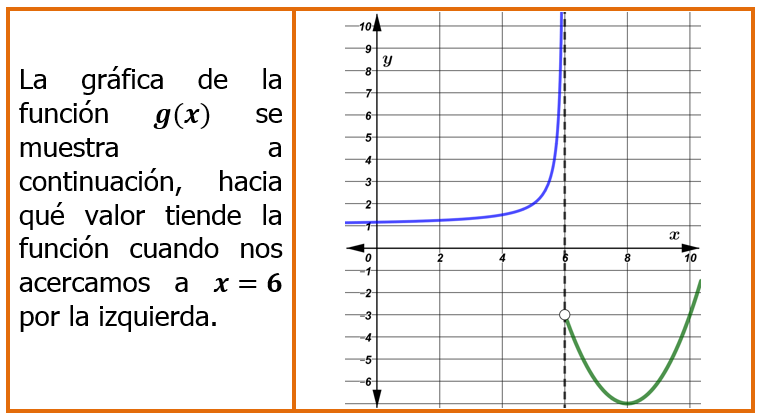 La gráfica de la
función g(x) se
muestra a
continuación, hacia
qué valor tiende la
función cuando nos
acercamos a x = 6
por la izquierda.
10
9
8
7
6
5
4
3
2
1
y
x
0 2 4 6 8 10
−1
−2
−3
−4
−5
−6